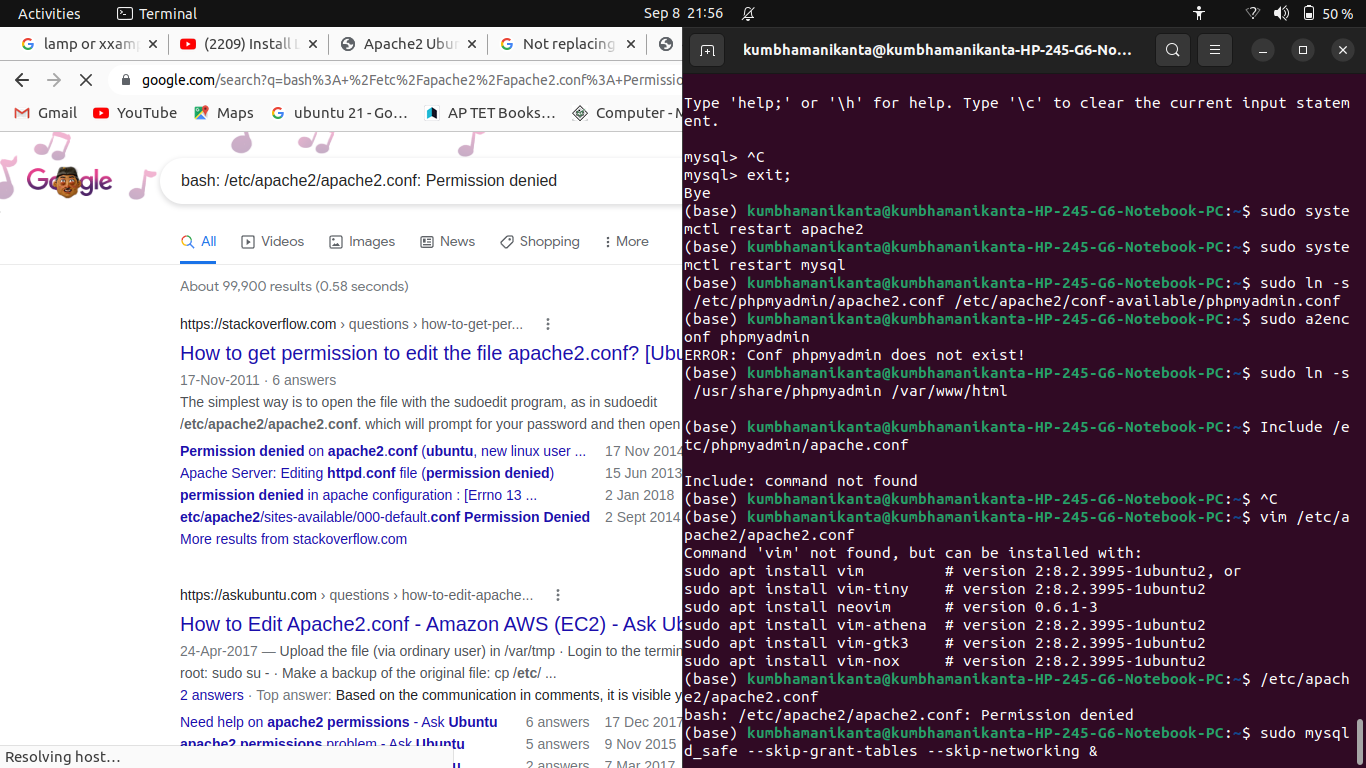 Activities
Terminal
Sep 8 21:56
50 %
lamp or xxam
(2209) Install L
Apache2 Ubun
Not replacing
google.com/search?q=bash%3A+%2Fetc%2Fapache2%2Fapache2.conf%3A+Permissio
Gmail
YouTube
Maps
ubuntu 21 - Go…
AP TET Books…
Computer - M
Google
bash: /etc/apache2/apache2.conf: Permission denied
All
Videos
Images
News
Shopping
More
About 99,900 results (0.58 seconds)
https://stackoverflow.com › questions › how-to-get-per...
How to get permission to edit the file apache2.conf? [Ubu
17-Nov-2011 · 6 answers
The simplest way is to open the file with the sudoedit program, as in sudoedit
/etc/apache2/apache2.conf. which will prompt for your password and then open
Permission denied on apache2.conf (ubuntu, new linux user ... 17 Nov 2014
Apache Server: Editing httpd.conf file (permission denied) 15 Jun 2013
permission denied in apache configuration : [Errno 13 ... 2 Jan 2018
etc/apache2/sites-available/000-default.conf Permission Denied 2 Sept 2014
More results from stackoverflow.com
https://askubuntu.com › questions › how-to-edit-apache...
How to Edit Apache2.conf - Amazon AWS (EC2) - Ask Ub
24-Apr-2017 — Upload the file (via ordinary user) in /var/tmp · Login to the termin
root: sudo su - · Make a backup of the original file: cp /etc/ ...
2 answers · Top answer: Based on the communication in comments, it is visible y
Need help on apache2 permissions - Ask Ubuntu 6 answers 17 Dec 2017
apache2 permissions problem - Ask Ubuntu 5 answers 9 Nov 2015
2 answers 7 Mar 2017
Resolving host…
kumbhamanikanta@kumbhamanikanta-HP-245-G6-No…
Type 'help;' or '\h' for help. Type '\c' to clear the current input statem
ent.
mysql> ^C
mysql> exit;
Bye
(base) kumbhamanikanta@kumbhamanikanta-HP-245-G6-Notebook-PC:~$ sudo syste
mctl restart apache2
(base) kumbhamanikanta@kumbhamanikanta-HP-245-G6-Notebook-PC:~$ sudo syste
mctl restart mysql
(base) kumbhamanikanta@kumbhamanikanta-HP-245-G6-Notebook-PC:~$ sudo ln -s
 /etc/phpmyadmin/apache2.conf /etc/apache2/conf-available/phpmyadmin.conf
(base) kumbhamanikanta@kumbhamanikanta-HP-245-G6-Notebook-PC:~$ sudo a2enc
onf phpmyadmin
ERROR: Conf phpmyadmin does not exist!
(base) kumbhamanikanta@kumbhamanikanta-HP-245-G6-Notebook-PC:~$ sudo ln -s
 /usr/share/phpmyadmin /var/www/html
(base) kumbhamanikanta@kumbhamanikanta-HP-245-G6-Notebook-PC:~$ Include /e
tc/phpmyadmin/apache.conf
Include: command not found
(base) kumbhamanikanta@kumbhamanikanta-HP-245-G6-Notebook-PC:~$ ^C
(base) kumbhamanikanta@kumbhamanikanta-HP-245-G6-Notebook-PC:~$ vim /etc/a
pache2/apache2.conf
Command 'vim' not found, but can be installed with:
sudo apt install vim         # version 2:8.2.3995-1ubuntu2, or
sudo apt install vim-tiny    # version 2:8.2.3995-1ubuntu2
sudo apt install neovim      # version 0.6.1-3
sudo apt install vim-athena  # version 2:8.2.3995-1ubuntu2
sudo apt install vim-gtk3    # version 2:8.2.3995-1ubuntu2
sudo apt install vim-nox     # version 2:8.2.3995-1ubuntu2
(base) kumbhamanikanta@kumbhamanikanta-HP-245-G6-Notebook-PC:~$ /etc/apach
e2/apache2.conf
bash: /etc/apache2/apache2.conf: Permission denied
(base) kumbhamanikanta@kumbhamanikanta-HP-245-G6-Notebook-PC:~$ sudo mysql
d_safe --skip-grant-tables --skip-networking &